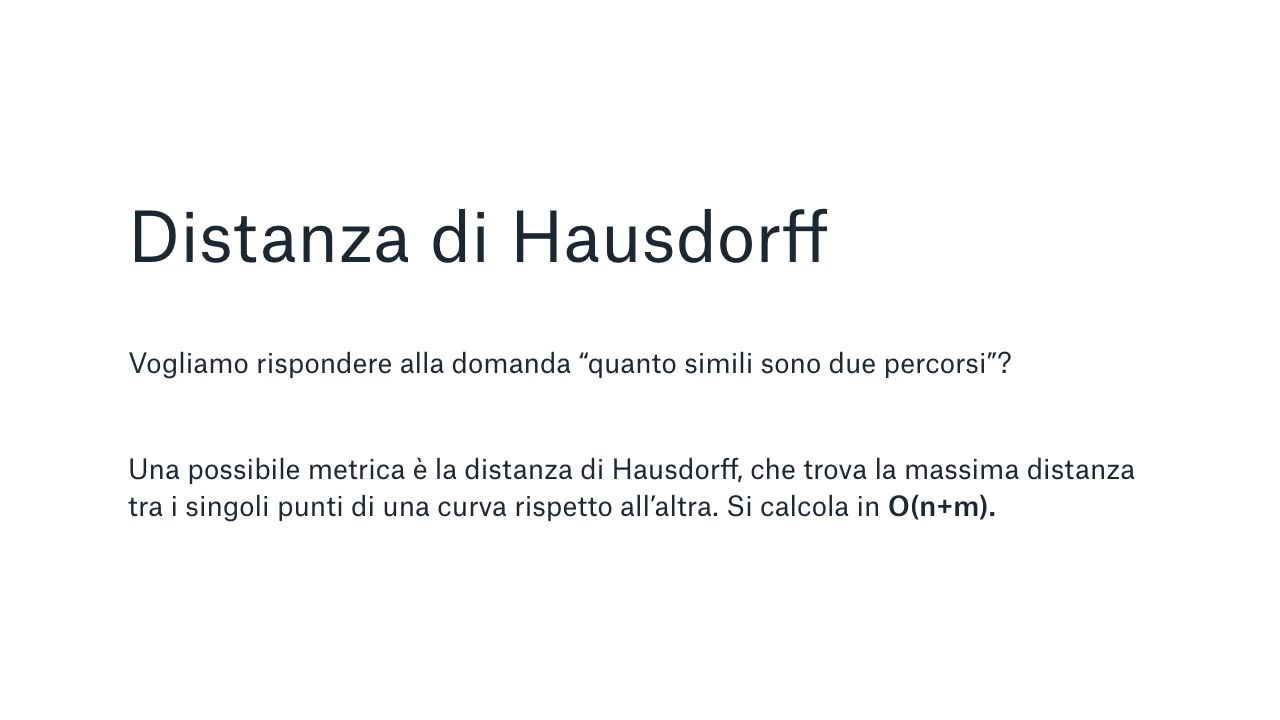 Distanza di Hausdorff
Vogliamo rispondere alla domanda “quanto simili sono due percorsi”?
Una possibile metrica è la distanza di Hausdorff, che trova la massima distanza
tra i singoli punti di una curva rispetto all’altra. Si calcola in O(n+m).